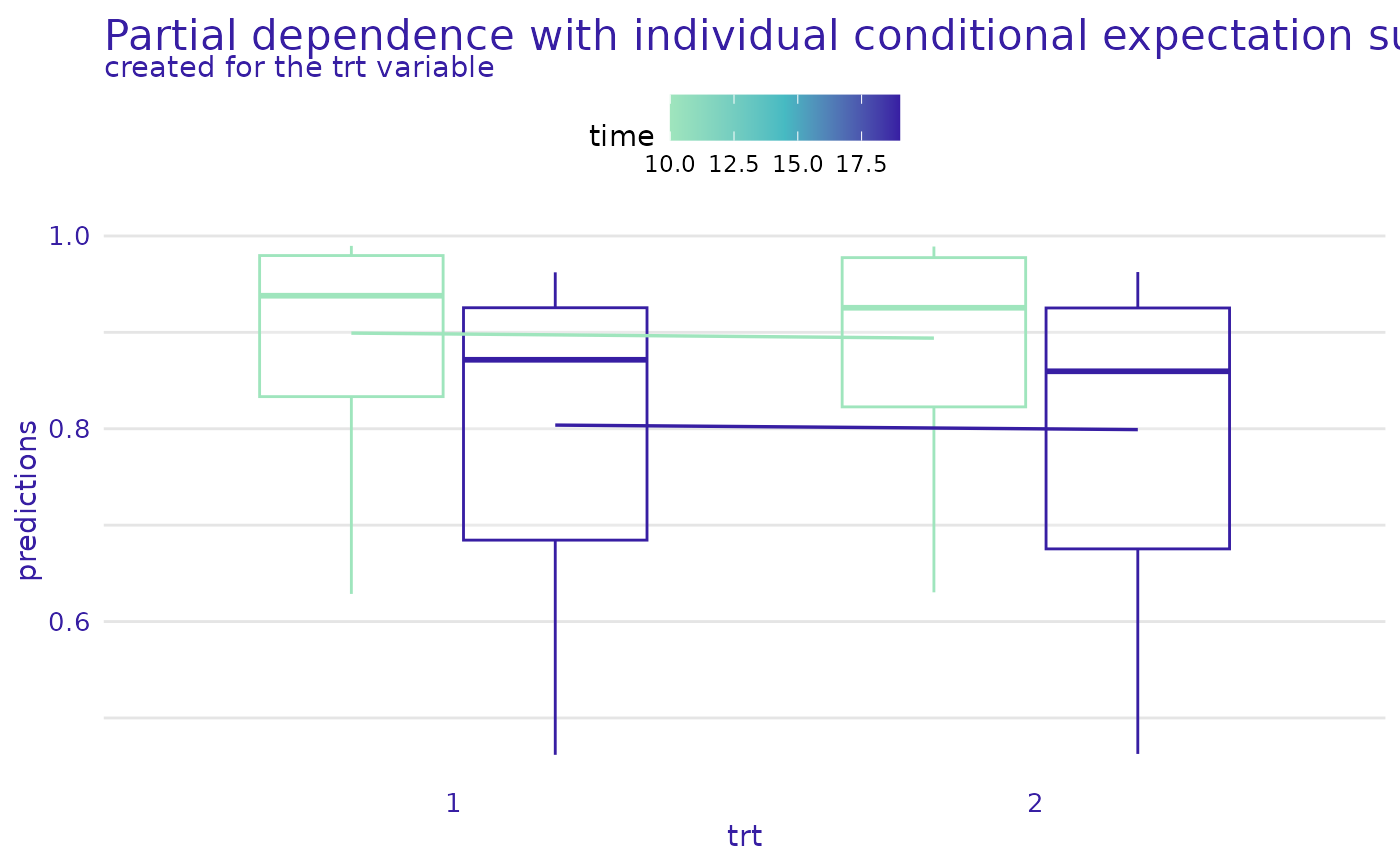 Partial dependence with individual conditional expectation su
created for the trt variable
time
10.0 12.5 15.0 17.5
1.0
0.8
0.6
predictions
1 2
trt